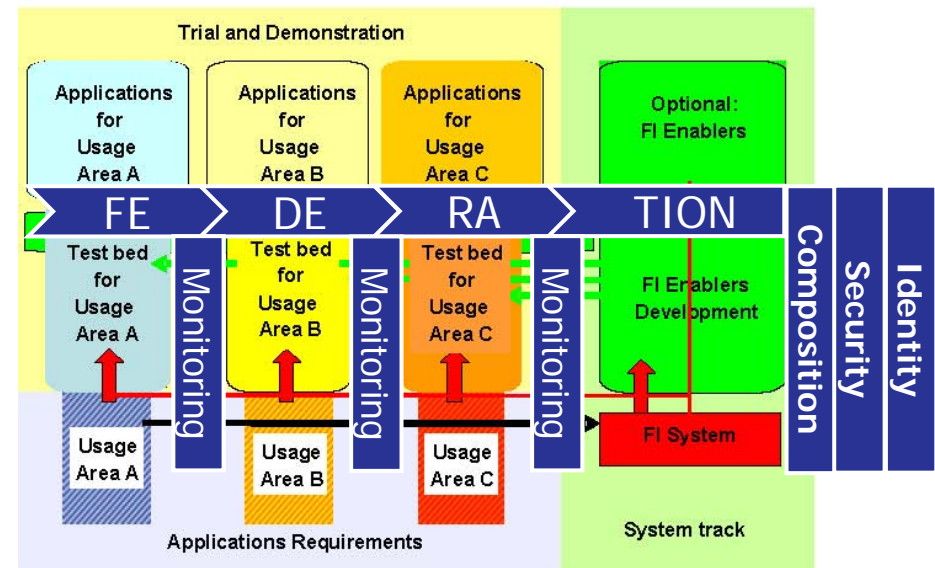 Trial and Demonstration
Applications
for
Usage
Area A
Applications
for
Usage
Area B
Applications
for
Usage
Area C
Optional:
FI Enablers
FE
DE
RA
TION
Test bed
for
Usage
Area A
Test bed
for
Usage
Area B
Test bed
for
Usage
Area C
FI Enablers
Development
Monitoring
Monitoring
Monitoring
Composition
Security
Identity
Usage
Area A
Usage
Area B
Usage
Area C
FI System
Applications Requirements
System track